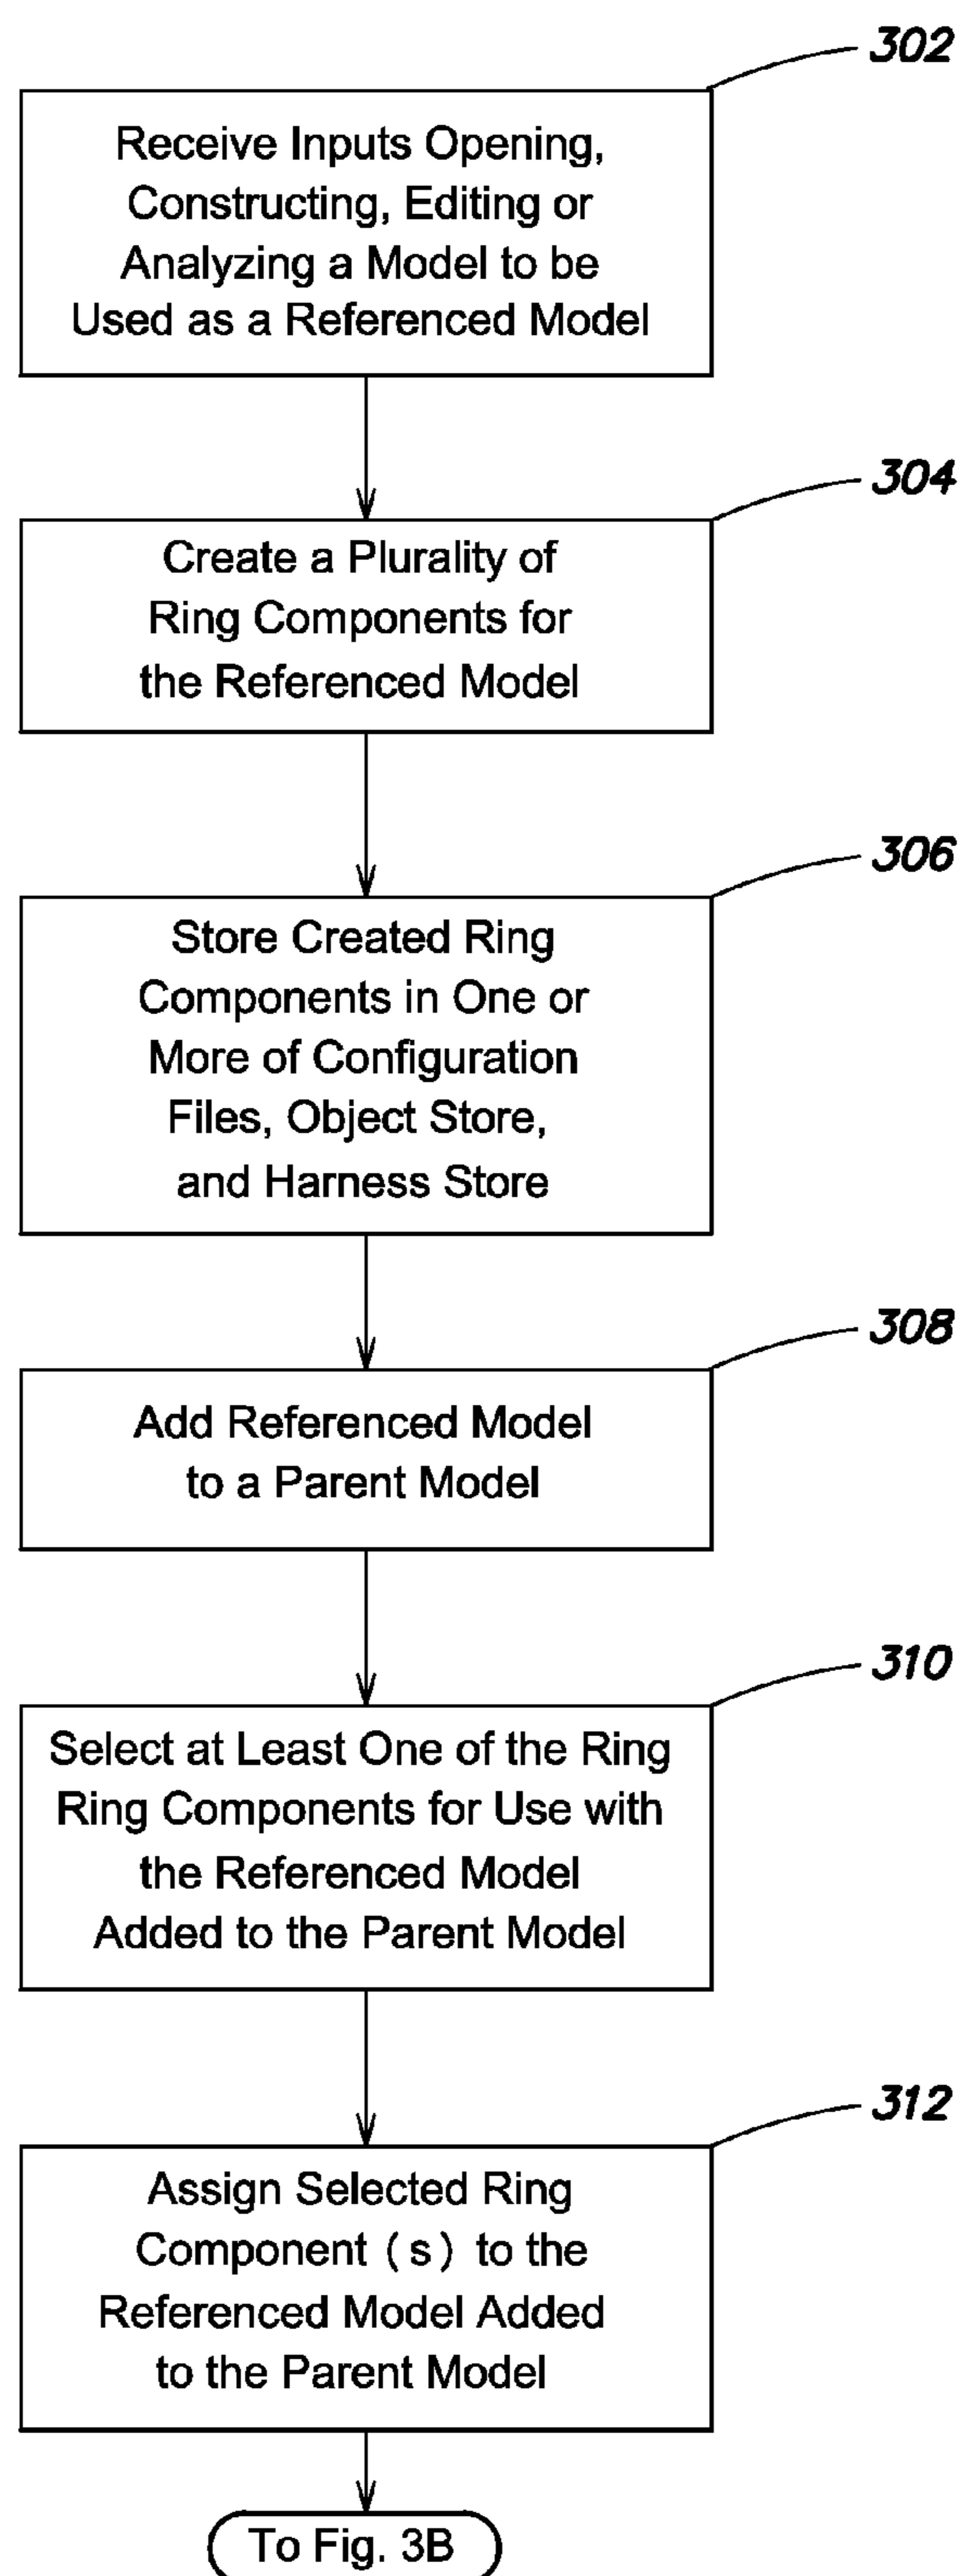 302
Receive Inputs Opening,
Constructing, Editing or
Analyzing a Model to be
Used as a Referenced Model
304
Create a Plurality of
Ring Components for
the Referenced Model
306
Store Created Ring
Components in One or
More of Configuration
Files, Object Store,
and Harness Store
308
Add Referenced Model
to a Parent Model
310
Select at Least One of the Ring
Ring Components for Use with
the Referenced Model
Added to the Parent Model
312
Assign Selected Ring
Component (s) to the
Referenced Model Added
to the Parent Model
To Fig. 3B